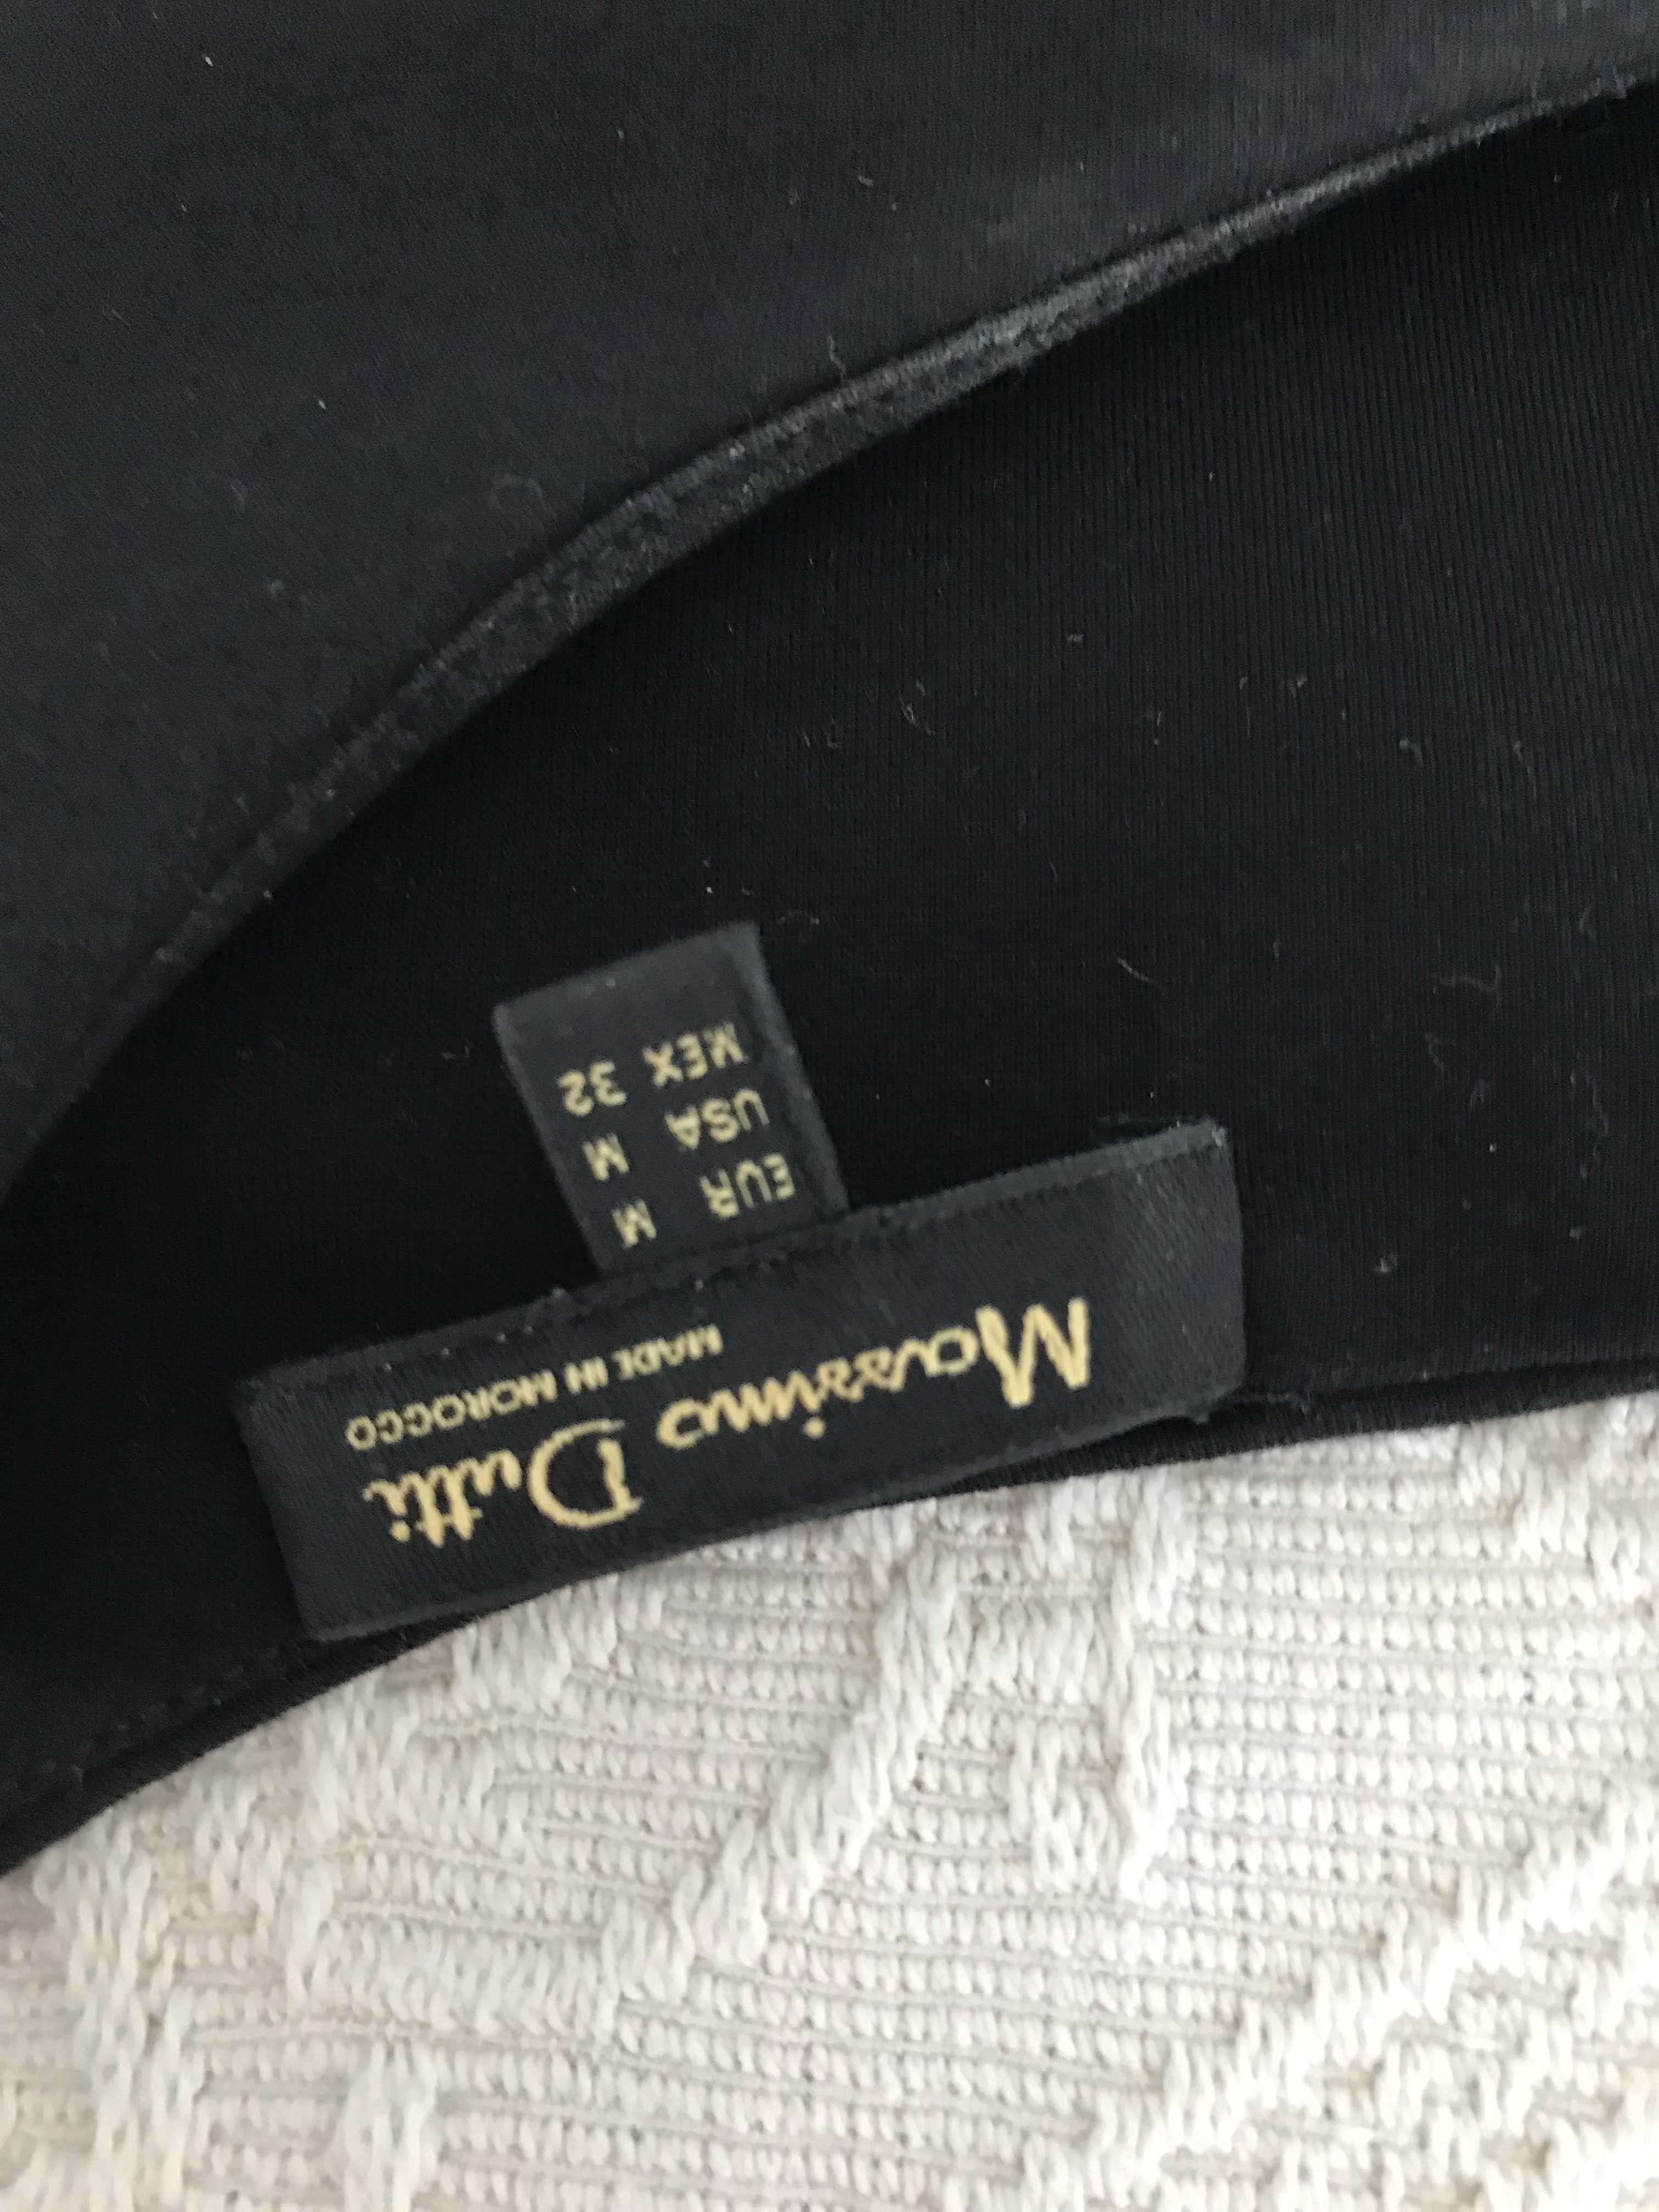 Massimo Dutti
MADE IN MOROCCO
EUR M
USA M
MEX 32